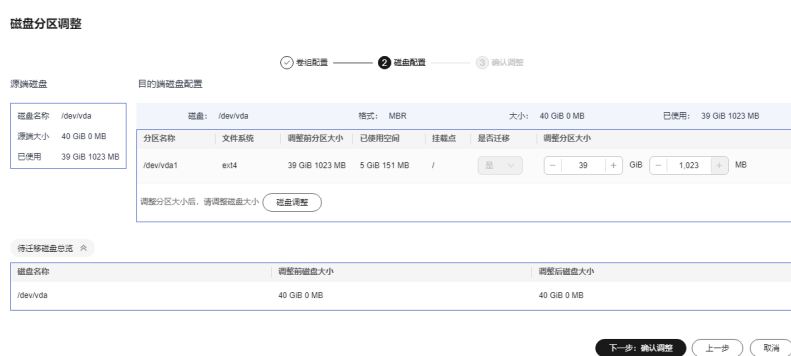 磁盘分区调整
卷组配置 2 磁盘配置 3 确认调整
源端磁盘 目的端磁盘配置
磁盘名称 /dev/vda
源端大小 40 GiB 0 MB
已使用 39 GiB 1023 MB
磁盘： /dev/vda 格式： MBR 大小： 40 GiB 0 MB 已使用： 39 GiB 1023 MB
分区名称 文件系统 调整前分区大小 已使用空间 挂载点 是否迁移 调整分区大小
/dev/vda1 ext4 39 GiB 1023 MB 5 GiB 151 MB / 是 − 39 + GiB − 1,023 + MB
调整分区大小后，请调整磁盘大小 磁盘调整
待迁移磁盘总览
磁盘名称 调整前磁盘大小 调整后磁盘大小
/dev/vda 40 GiB 0 MB 40 GiB 0 MB
下一步：确认调整 上一步 取消